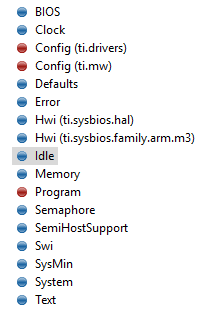 BIOS
Clock
Config (ti.drivers)
Config (ti.mw)
Defaults
Error
Hwi (ti.sysbios.hal)
Hwi (ti.sysbios.family.arm.m3)
Idle
Memory
Program
Semaphore
SemiHostSupport
Swi
SysMin
System
Text